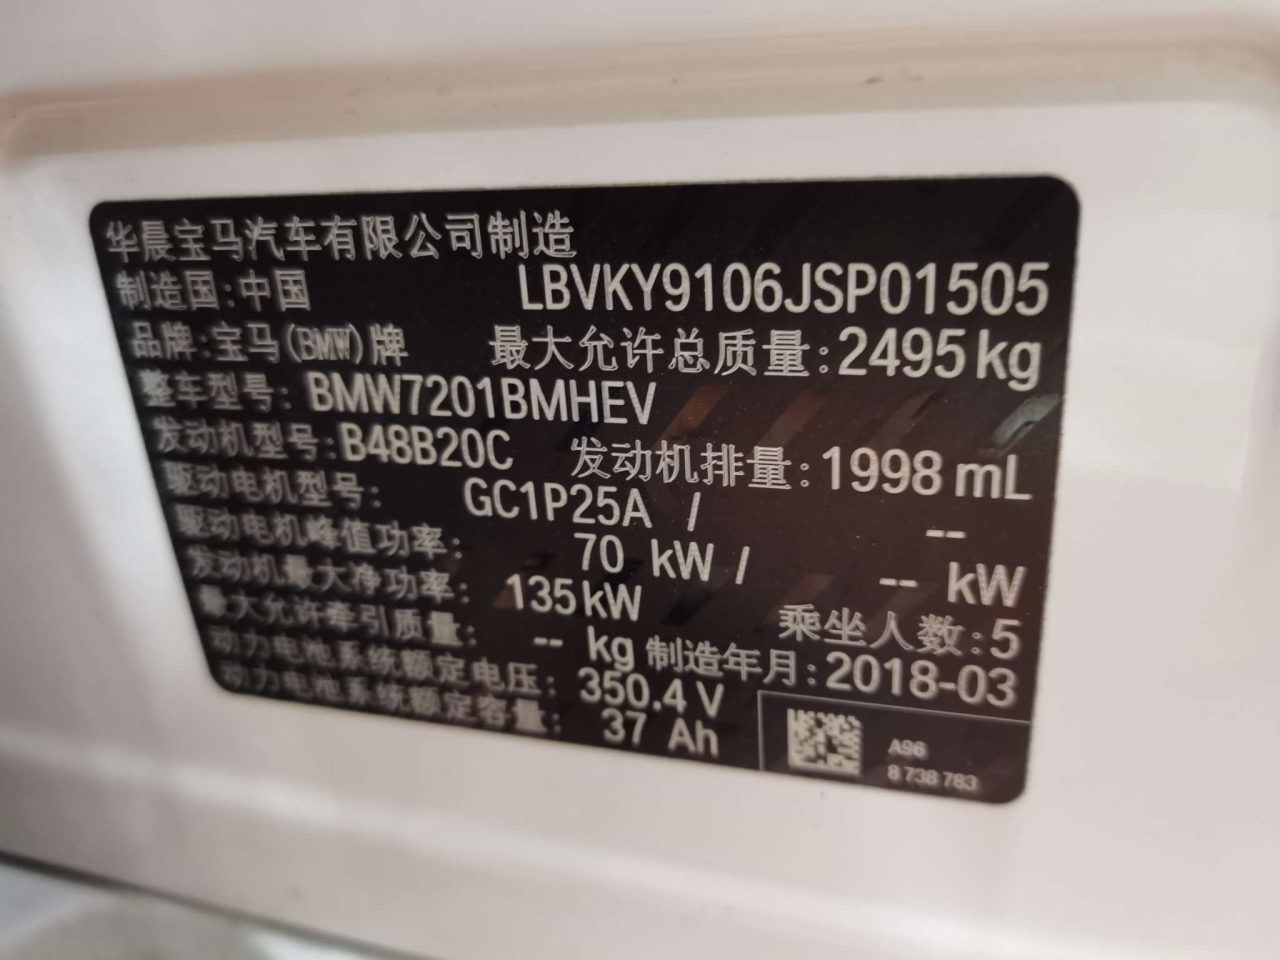 华晨宝马汽车有限公司制造
制造国:中国 LBVKY9106JSP01505
品牌:宝马(BMW)牌 最大允许总质量:2495kg
整车型号: BMW7201BMHEV
发动机型号:B48B20C 发动机排量:1998 mL
驱动电机型号: GC1P25A / --
驱动电机峰值功率: 70 kW / -- kW
发动机最大净功率: 135kW 乘坐人数:5
最大允许牵引质量: -- kg 制造年月:2018-03
动力电池系统额定电压: 350.4 V
动力电池系统额定容量: 37 Ah
A96
8 738 783